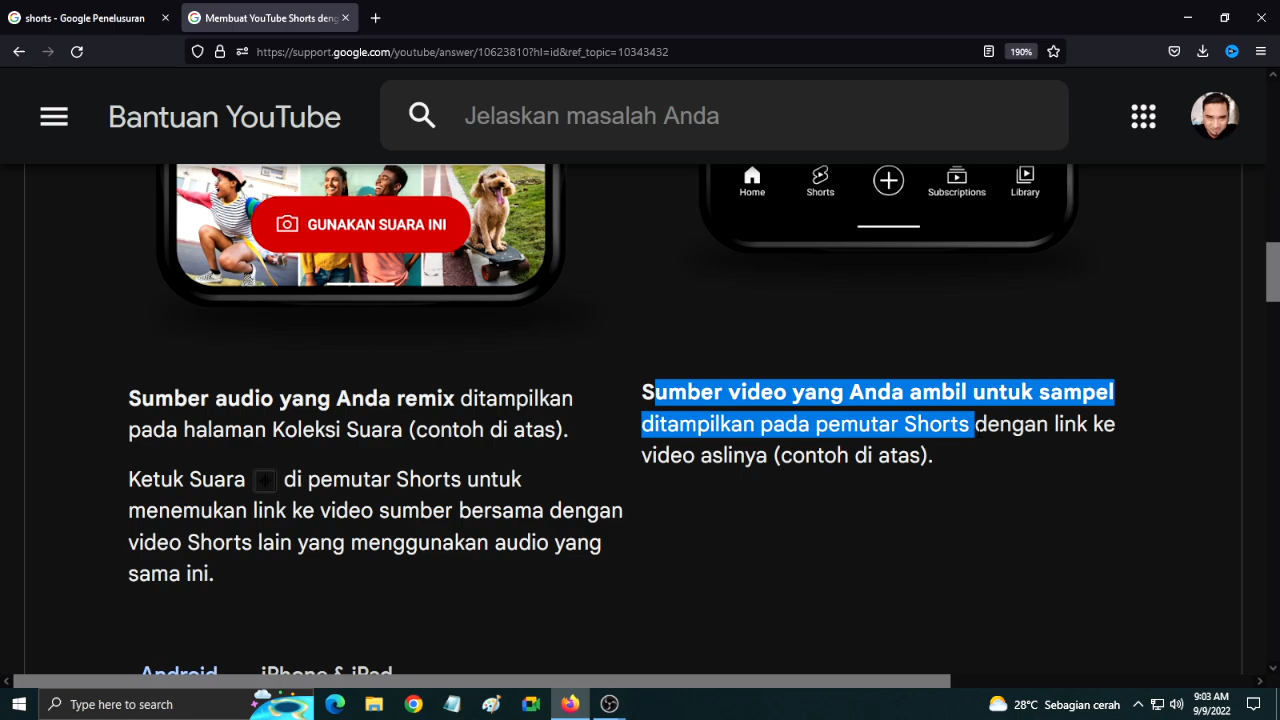 shorts - Google Penelusuran
Membuat YouTube Shorts deng
https://support.google.com/youtube/answer/10623810?hl=id&ref_topic=10343432
190%
Bantuan YouTube
Jelaskan masalah Anda
GUNAKAN SUARA INI
Home
Shorts
Subscriptions
Library
Sumber audio yang Anda remix ditampilkan
pada halaman Koleksi Suara (contoh di atas).
Ketuk Suara di pemutar Shorts untuk
menemukan link ke video sumber bersama dengan
video Shorts lain yang menggunakan audio yang
sama ini.
Sumber video yang Anda ambil untuk sampel
ditampilkan pada pemutar Shorts dengan link ke
video aslinya (contoh di atas).
Android
iPhone & iPad
Type here to search
28°C Sebagian cerah
9:03 AM
9/9/2022